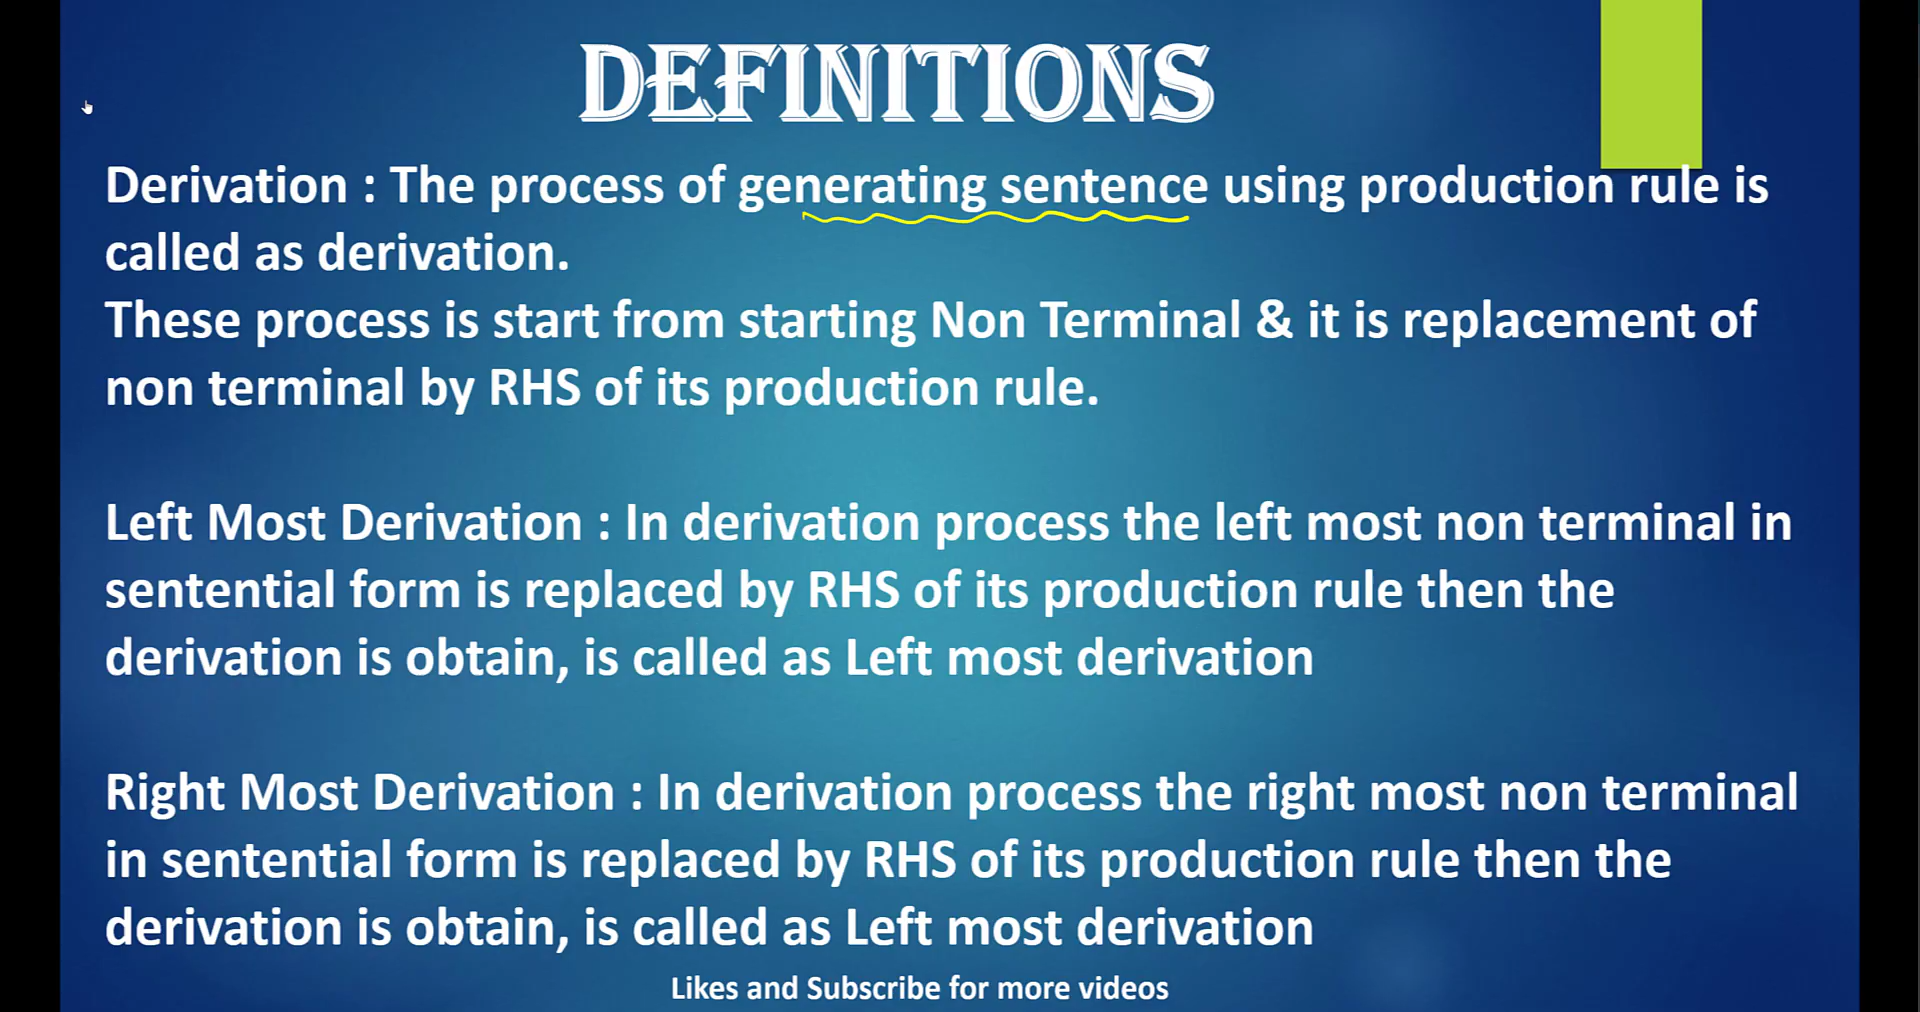 DEFINITIONS
Derivation : The process of generating sentence using production rule is
called as derivation.
These process is start from starting Non Terminal & it is replacement of
non terminal by RHS of its production rule.
Left Most Derivation : In derivation process the left most non terminal in
sentential form is replaced by RHS of its production rule then the
derivation is obtain, is called as Left most derivation
Right Most Derivation : In derivation process the right most non terminal
in sentential form is replaced by RHS of its production rule then the
derivation is obtain, is called as Left most derivation
Likes and Subscribe for more videos